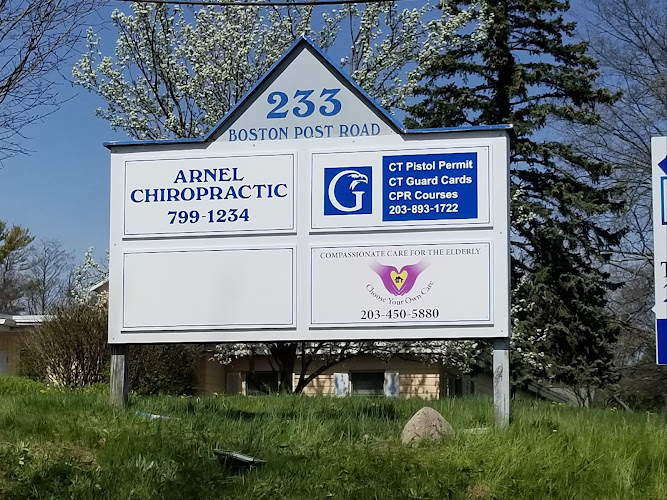 233
BOSTON POST ROAD
ARNEL
CHIROPRACTIC
799-1234
G
CT Pistol Permit
CT Guard Cards
CPR Courses
203-893-1722
COMPASSIONATE CARE FOR THE ELDERLY
Choose Your Own Care
203-450-5880